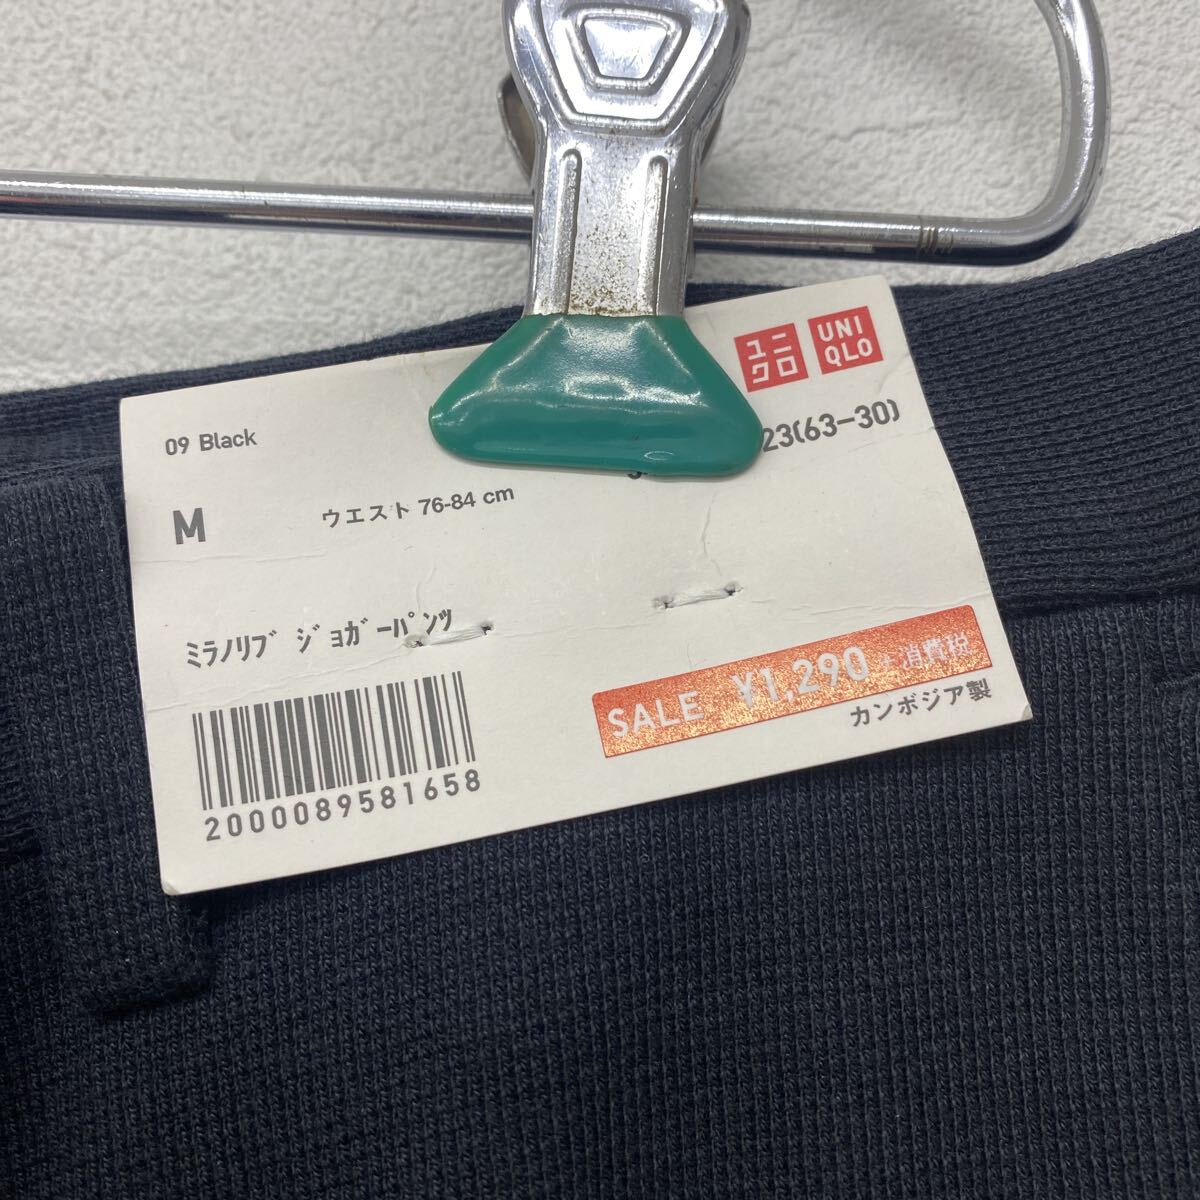 ユニクロ
UNIQLO
09 Black
23(63-30)
M
ウエスト 76-84 cm
ﾐﾗﾉﾘﾌﾞ ｼﾞｮｶﾞｰﾊﾟﾝﾂ
SALE ¥1,290 +消費税
カンボジア製
2000089581658